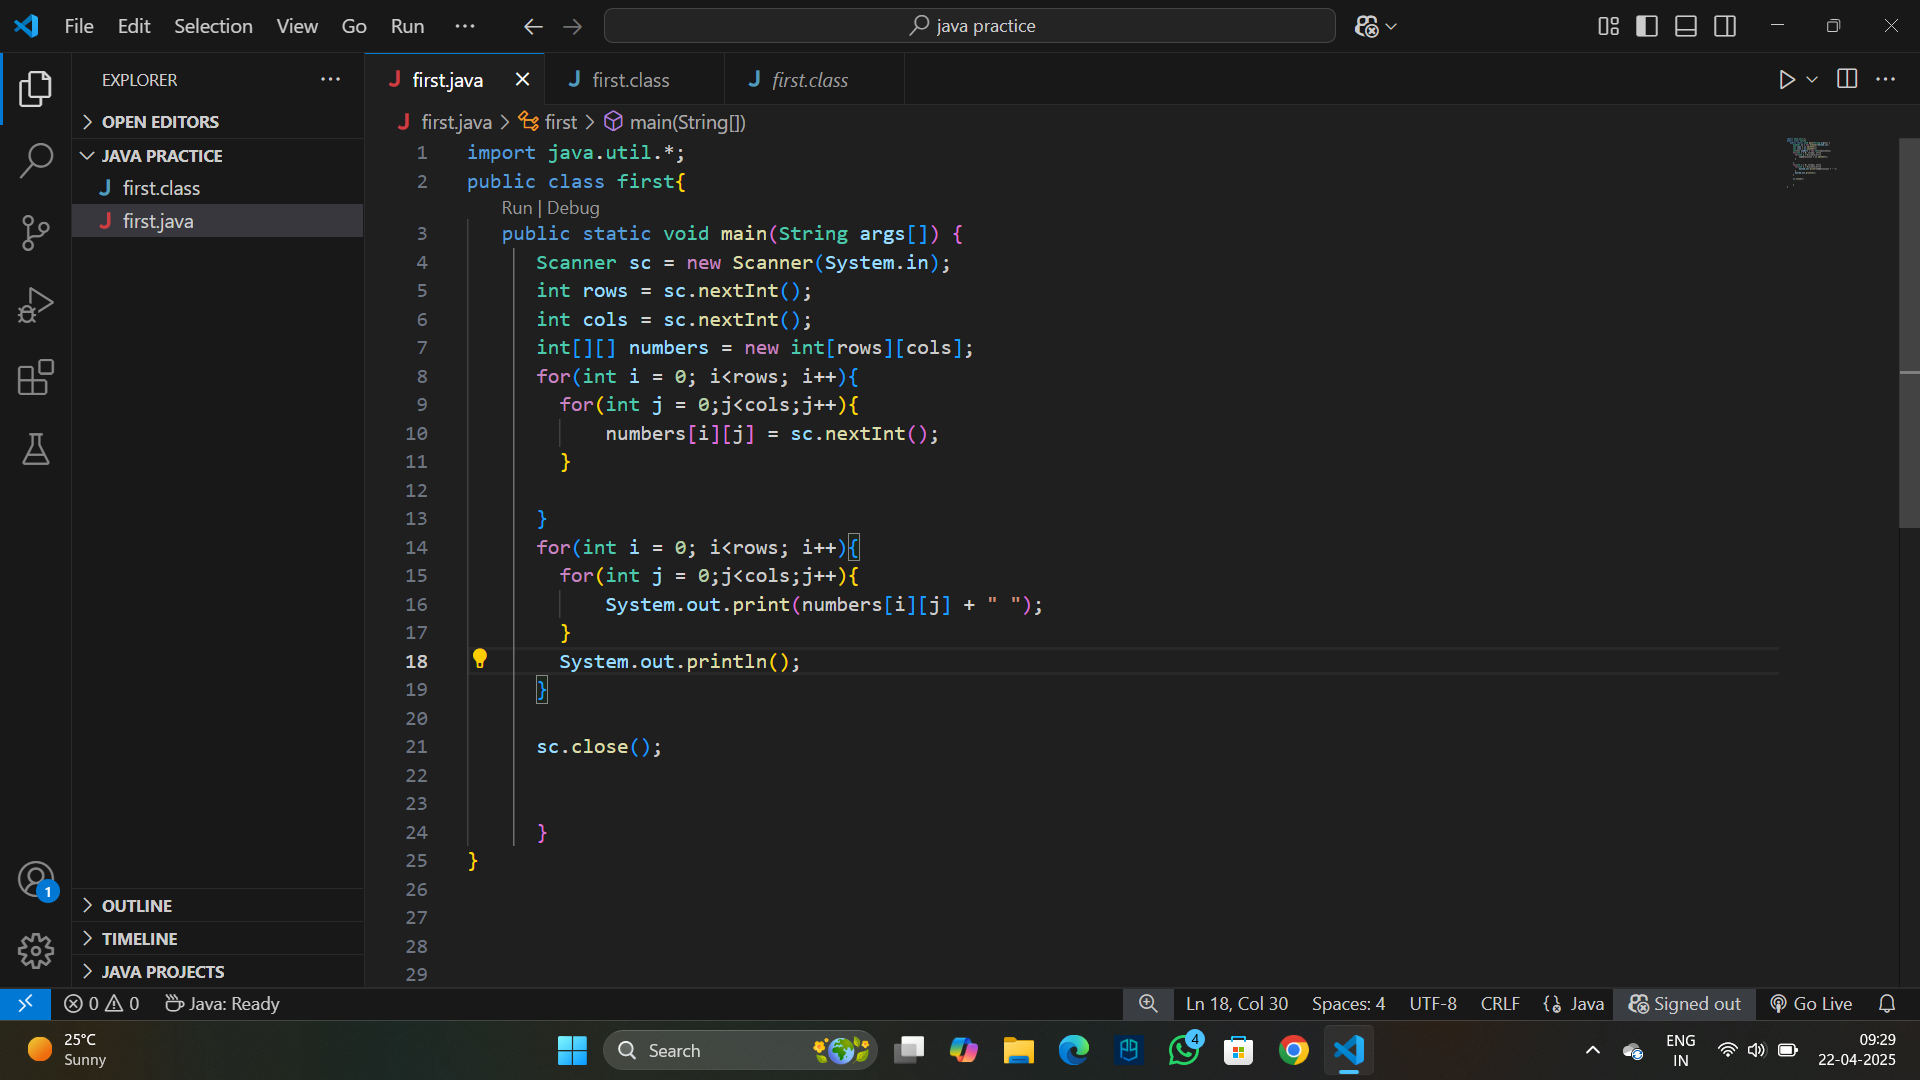 File Edit Selection View Go Run ··· java practice
EXPLORER ···
OPEN EDITORS
JAVA PRACTICE
J first.class
J first.java
OUTLINE
TIMELINE
JAVA PROJECTS
J first.java J first.class J first.class
J first.java > first > main(String[])
1 import java.util.*;
2 public class first{
Run | Debug
3 public static void main(String args[]) {
4 Scanner sc = new Scanner(System.in);
5 int rows = sc.nextInt();
6 int cols = sc.nextInt();
7 int[][] numbers = new int[rows][cols];
8 for(int i = 0; i<rows; i++){
9 for(int j = 0;j<cols;j++){
10 numbers[i][j] = sc.nextInt();
11 }
12
13 }
14 for(int i = 0; i<rows; i++){
15 for(int j = 0;j<cols;j++){
16 System.out.print(numbers[i][j] + " ");
17 }
18 System.out.println();
19 }
20
21 sc.close();
22
23
24 }
25 }
26
27
28
29
1
0 0 Java: Ready Ln 18, Col 30 Spaces: 4 UTF-8 CRLF {} Java Signed out Go Live
25°C
Sunny
Search
4
ENG
IN
09:29
22-04-2025